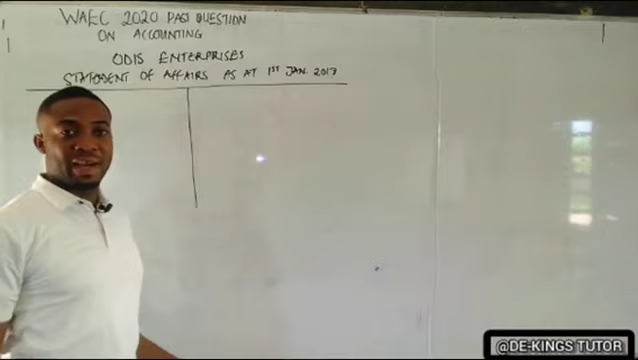 WAEC 2020 PAST QUESTION
ON ACCOUNTING
ODIS ENTERPRISES
STATEMENT OF AFFAIRS AS AT 1ST JAN. 2017
@DE-KINGS TUTOR